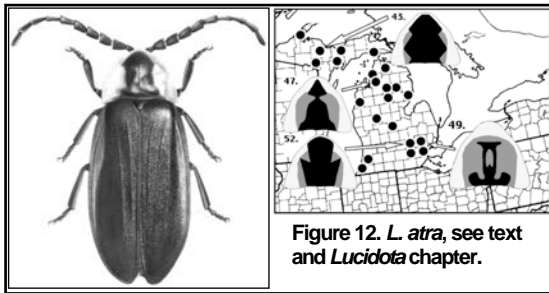 45.
47.
49.
52.
Figure 12. L. atra, see text
and Lucidota chapter.